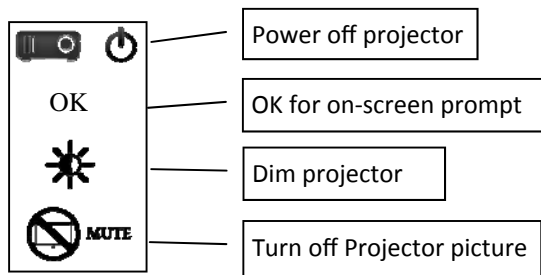 Power off projector
OK
OK for on-screen prompt
Dim projector
MUTE
Turn off Projector picture